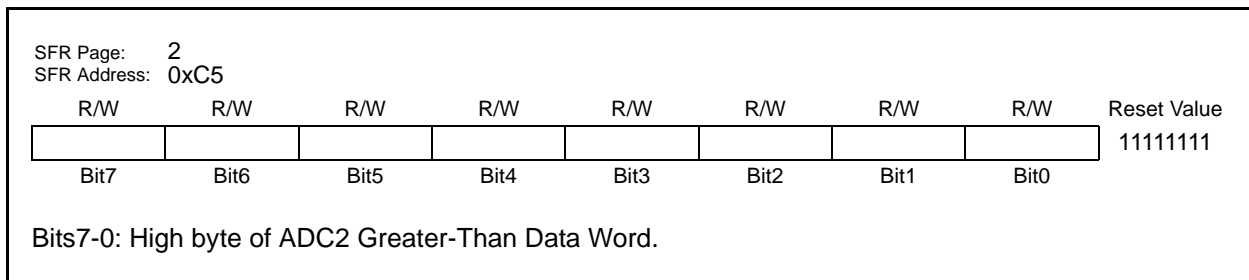 SFR Page: 2
SFR Address: 0xC5
R/W R/W R/W R/W R/W R/W R/W R/W Reset Value
11111111
Bit7 Bit6 Bit5 Bit4 Bit3 Bit2 Bit1 Bit0
Bits7-0: High byte of ADC2 Greater-Than Data Word.